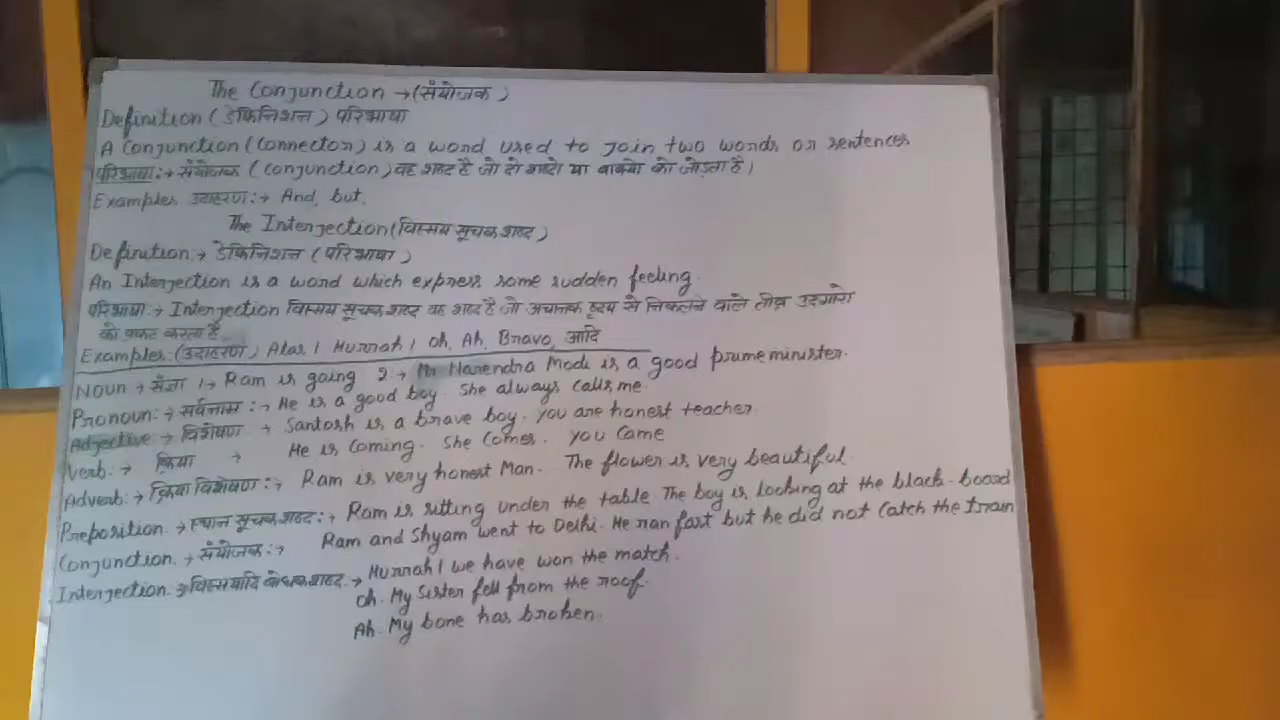 The Conjunction → (संयोजक)
Definition (डेफिनिशन) परिभाषा
A Conjunction (Connector) is a word used to join two words or sentences
परिभाषा:→ संयोजक (conjunction) वह शब्द है जो दो शब्दो या वाक्यो को जोड़ता है।
Examples उदाहरण:→ And, but,
The Interjection (विस्मय सूचक शब्द)
Definition:→ डेफिनिशन (परिभाषा)
An Interjection is a word which express some sudden feeling.
परिभाषा:→ Interjection विस्मय सूचक शब्द वह शब्द है जो अचानक हृदय से निकलने वाले तीव्र उदगारो
को प्रकट करता है
Examples:(उदाहरण) Alas! Hurrah! Oh, Ah, Bravo, आदि
Noun → संज्ञा 1→ Ram is going 2→ Mr Narendra Modi is a good prime minister.
Pronoun:→ सर्वनाम:→ He is a good boy. She always calls me.
Adjective → विशेषण → Santosh is a brave boy. You are honest teacher.
Verb:→ क्रिया → He is coming. She comes. You came
Adverb:→ क्रिया विशेषण:→ Ram is very honest Man. The flower is very beautiful.
Preposition → स्थान सूचक शब्द:→ Ram is sitting under the table. The boy is looking at the black-board
Conjunction → संयोजक:→ Ram and Shyam went to Delhi. He ran fast but he did not catch the train
Interjection → विस्मयादि बोधक शब्द → Hurrah! we have won the match.
Oh. My sister fell from the roof.
Ah. My bone has broken.